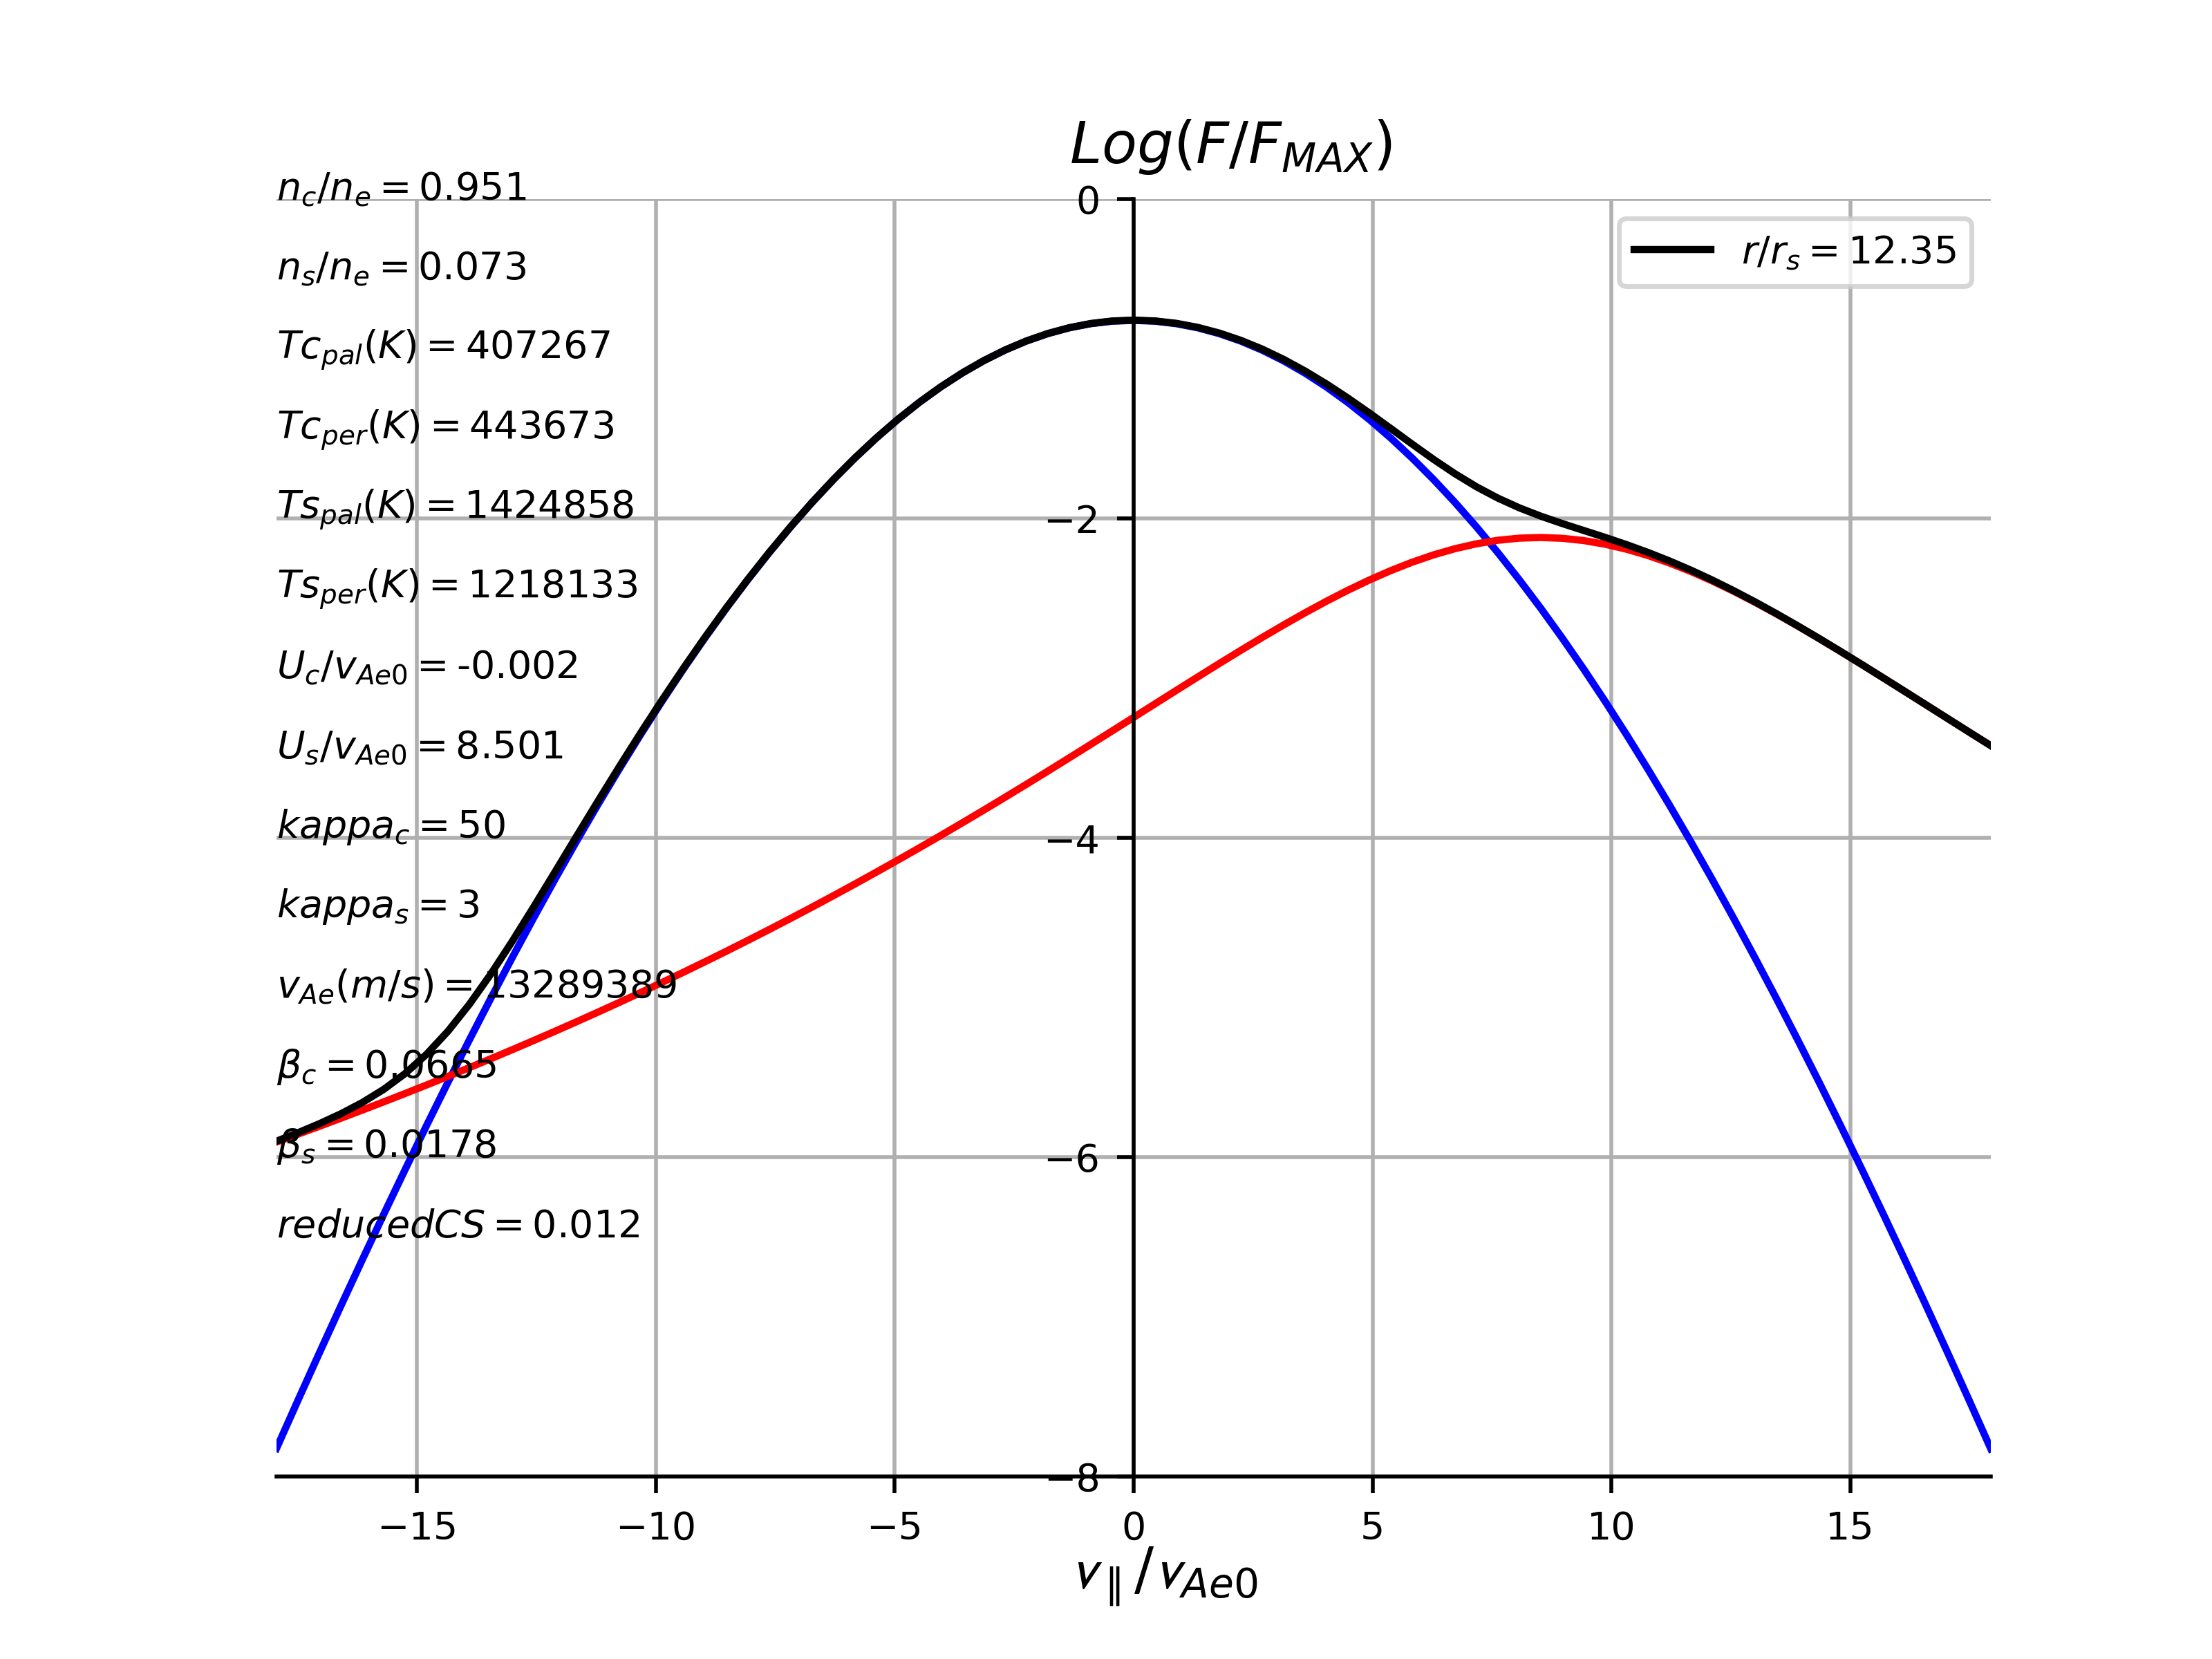 Log(F/F_MAX)
n_c/n_e = 0.951
0
r/r_s = 12.35
n_s/n_e = 0.073
Tc_pal(K) = 407267
Tc_per(K) = 443673
Ts_pal(K) = 1424858
−2
Ts_per(K) = 1218133
U_c/v_Ae0 = -0.002
U_s/v_Ae0 = 8.501
kappa_c = 50
−4
kappa_s = 3
v_Ae(m/s) = 13289389
β_c = 0.0665
β_s = 0.0178
−6
reducedCS = 0.012
−8
−15 −10 −5 0 5 10 15
v_∥/v_Ae0